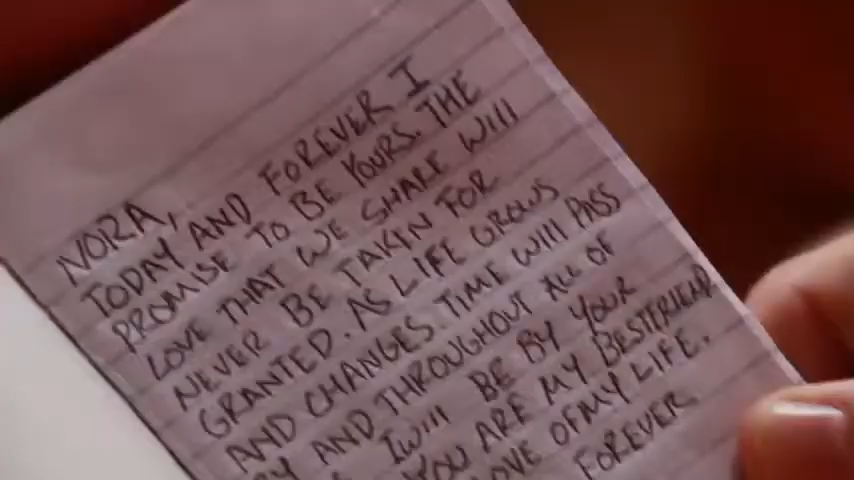 NORA,
TODAY AND FOREVER I
PROMISE TO BE YOURS. THE
LOVE THAT WE SHARE WILL
NEVER BE TAKIN FOR
GRANTED. AS LIFE GROWS
AND CHANGES. TIME WILL PASS
AND THROUGHOUT ALL OF
I WILL BE BY YOUR
YOU ARE MY BESTFRIEND
LOVE OF MY LIFE.
FOREVER